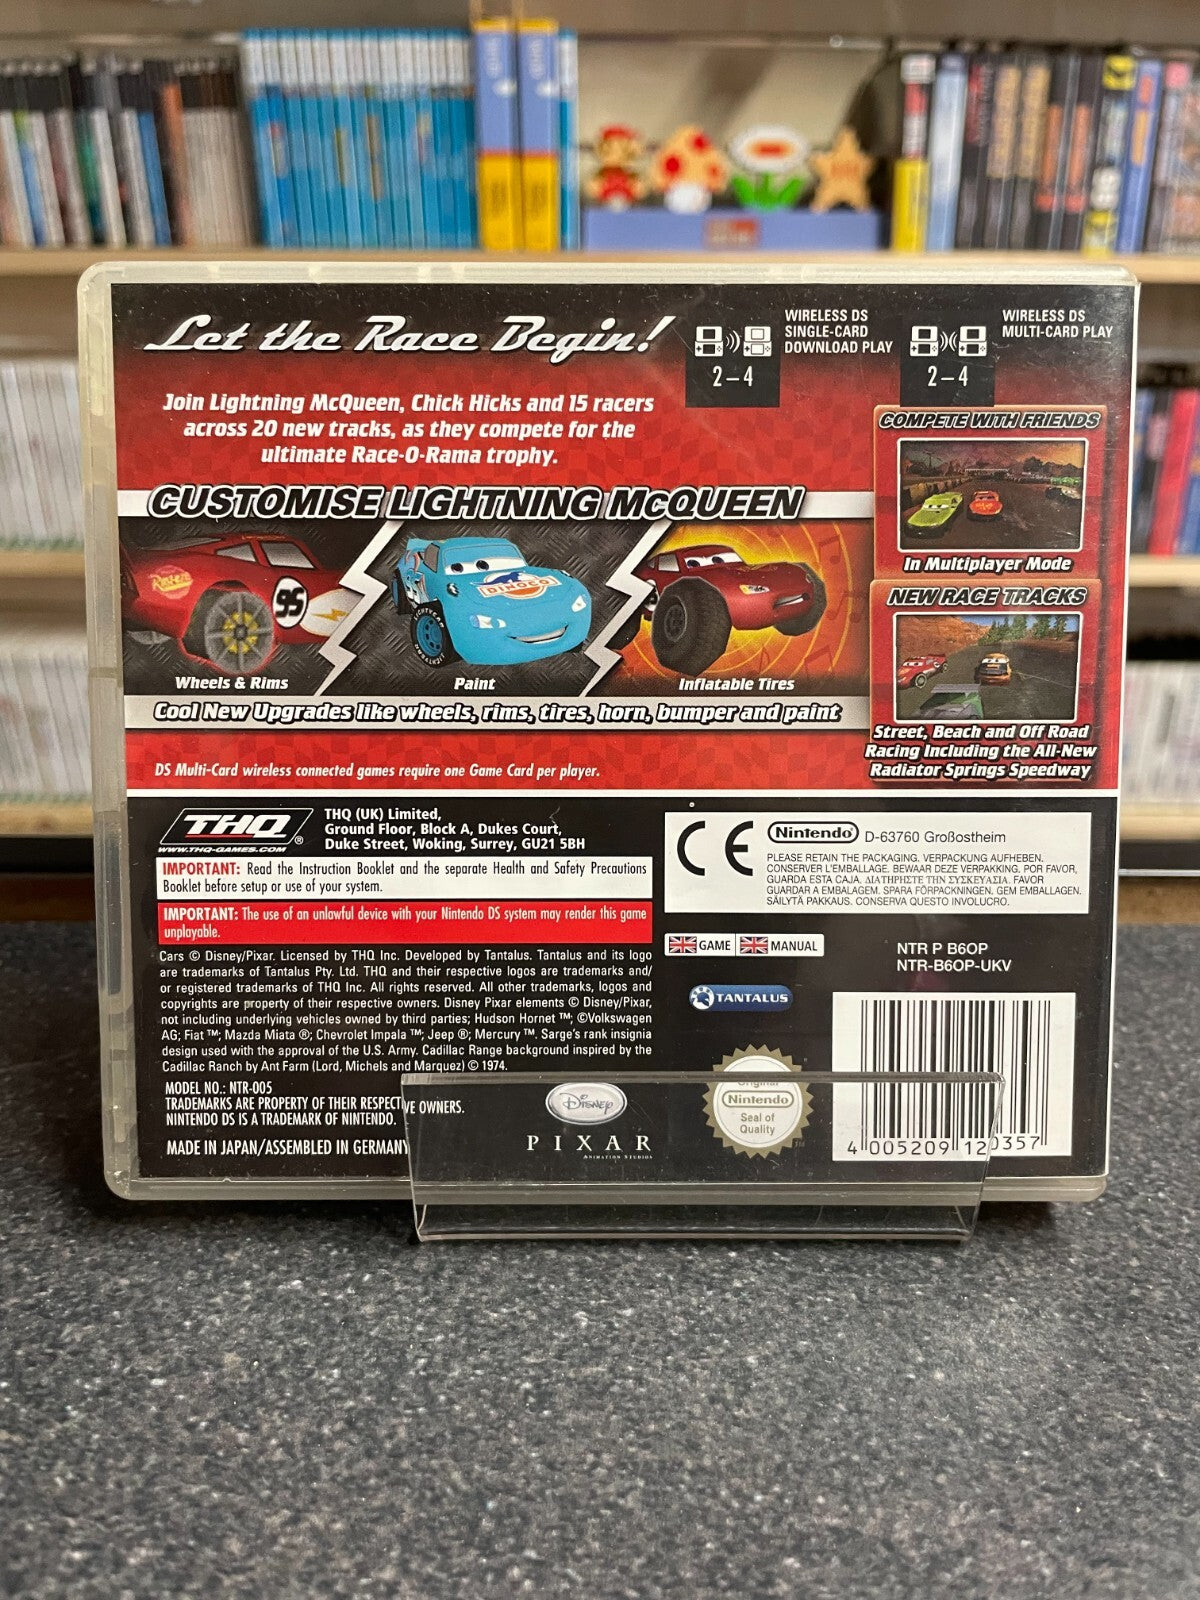 Let the Race Begin!
WIRELESS DS
SINGLE-CARD
DOWNLOAD PLAY
2 – 4
WIRELESS DS
MULTI-CARD PLAY
2 – 4
Join Lightning McQueen, Chick Hicks and 15 racers
across 20 new tracks, as they compete for the
ultimate Race-O-Rama trophy.
COMPETE WITH FRIENDS
In Multiplayer Mode
CUSTOMISE LIGHTNING McQUEEN
95
DINOCO
Wheels & Rims
Paint
Inflatable Tires
NEW RACE TRACKS
Street, Beach and Off Road
Racing Including the All-New
Radiator Springs Speedway
Cool New Upgrades like wheels, rims, tires, horn, bumper and paint
DS Multi-Card wireless connected games require one Game Card per player.
THQ®
WWW.THQ-GAMES.COM
THQ (UK) Limited,
Ground Floor, Block A, Dukes Court,
Duke Street, Woking, Surrey, GU21 5BH
IMPORTANT: Read the Instruction Booklet and the separate Health and Safety Precautions
Booklet before setup or use of your system.
IMPORTANT: The use of an unlawful device with your Nintendo DS system may render this game
unplayable.
Cars © Disney/Pixar. Licensed by THQ Inc. Developed by Tantalus. Tantalus and its logo
are trademarks of Tantalus Pty. Ltd. THQ and their respective logos are trademarks and/
or registered trademarks of THQ Inc. All rights reserved. All other trademarks, logos and
copyrights are property of their respective owners. Disney Pixar elements © Disney/Pixar,
not including underlying vehicles owned by third parties; Hudson Hornet ™; ©Volkswagen
AG; Fiat ™; Mazda Miata ®; Chevrolet Impala ™; Jeep ®; Mercury ™. Sarge's rank insignia
design used with the approval of the U.S. Army. Cadillac Range background inspired by the
Cadillac Ranch by Ant Farm (Lord, Michels and Marquez) © 1974.
MODEL NO.: NTR-005
TRADEMARKS ARE PROPERTY OF THEIR RESPECTIVE OWNERS.
NINTENDO DS IS A TRADEMARK OF NINTENDO.
MADE IN JAPAN/ASSEMBLED IN GERMANY
CE
Nintendo D-63760 Großostheim
PLEASE RETAIN THE PACKAGING. VERPACKUNG AUFHEBEN.
CONSERVER L'EMBALLAGE. BEWAAR DEZE VERPAKKING. POR FAVOR,
GUARDA ESTA CAJA. ΔΙΑΤΗΡΗΣΤΕ ΤΗΝ ΣΥΣΚΕΥΑΣΙΑ. FAVOR
GUARDAR A EMBALAGEM. SPARA FÖRPACKNINGEN. GEM EMBALLAGEN.
SÄILYTÄ PAKKAUS. CONSERVA QUESTO INVOLUCRO.
GAME MANUAL
NTR P B6OP
NTR-B6OP-UKV
TANTALUS
Disney
PIXAR
ANIMATION STUDIOS
Original
Nintendo
Seal of
Quality
4 005209 120357